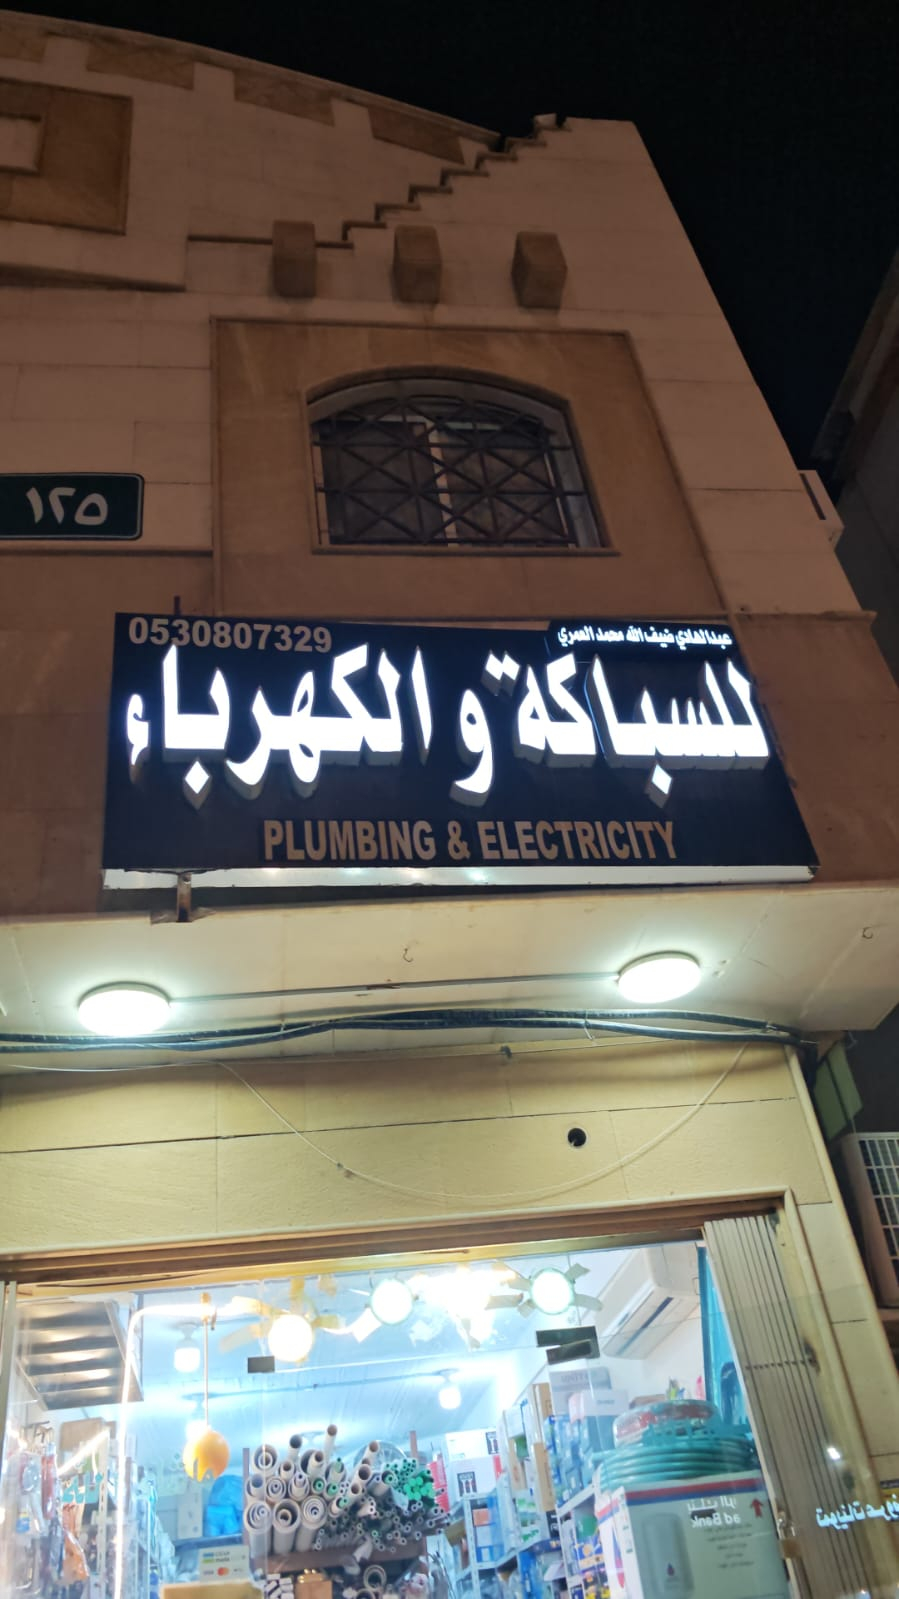 ١٢٥
عبدالهادي ضيف الله محمد العمري
0530807329
للسباكة و الكهرباء
PLUMBING & ELECTRICITY